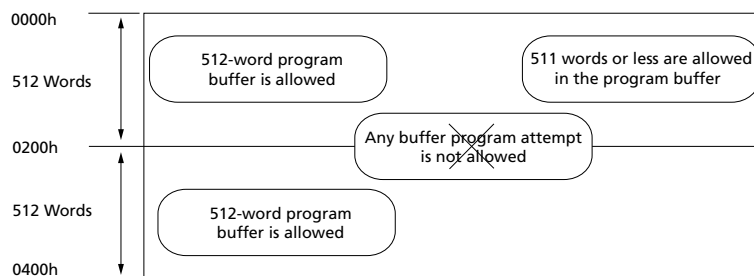 0000h
512-word program
buffer is allowed
511 words or less are allowed
in the program buffer
512 Words
Any buffer program attempt
is not allowed
0200h
512 Words
512-word program
buffer is allowed
0400h